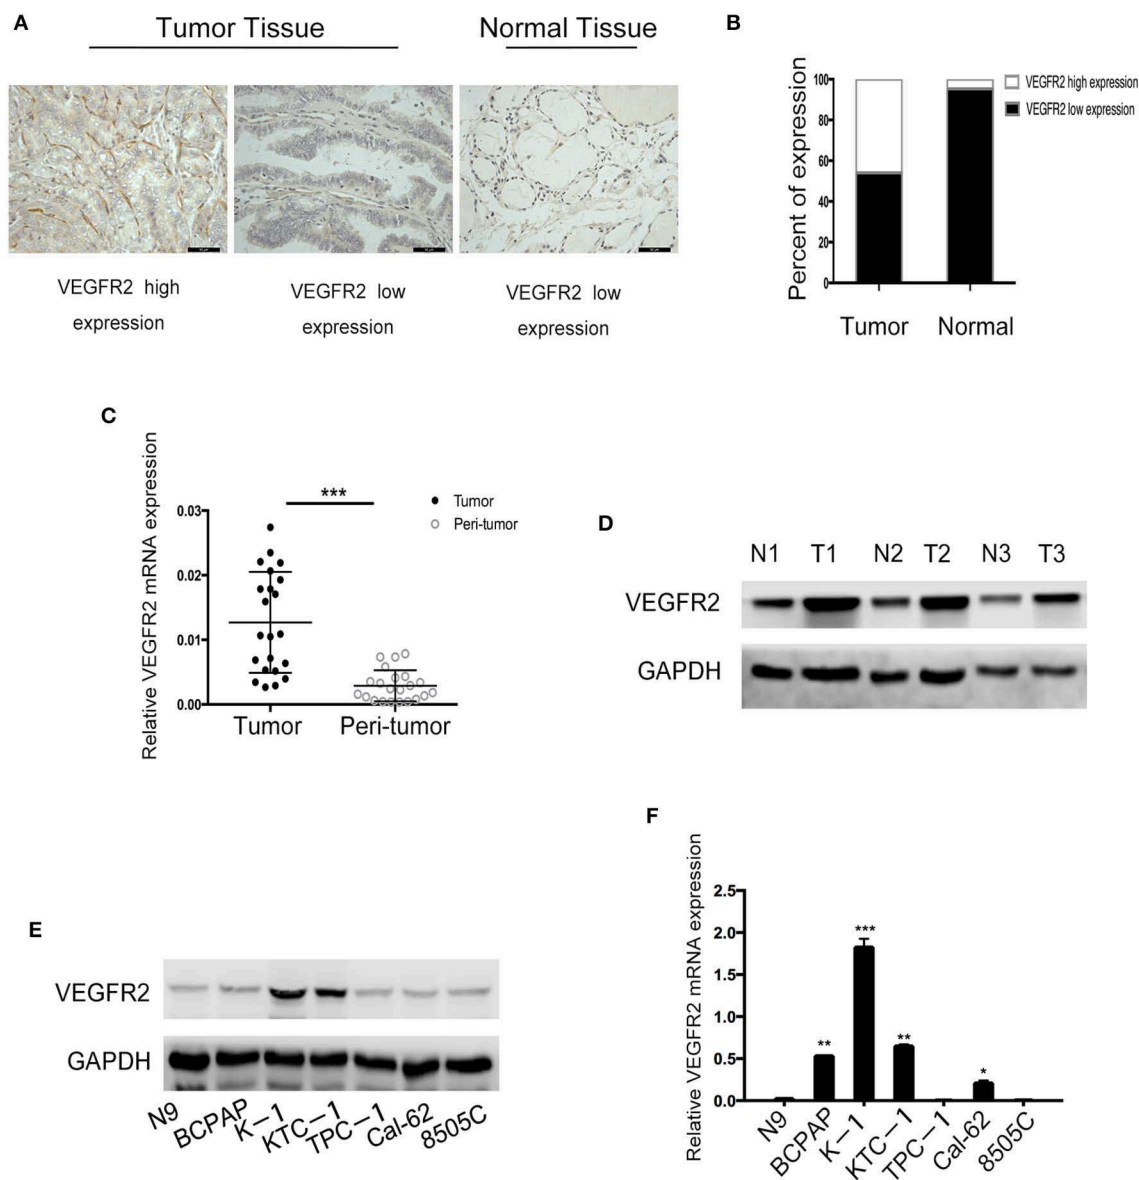 A
Tumor Tissue
Normal Tissue
VEGFR2 high
expression
VEGFR2 low
expression
VEGFR2 low
expression
B
Percent of expression
100
80
60
40
20
0
Tumor
Normal
VEGFR2 high expression
VEGFR2 low expression
C
Relative VEGFR2 mRNA expression
0.03
0.02
0.01
0.00
***
Tumor
Peri-tumor
Tumor
Peri-tumor
D
N1 T1 N2 T2 N3 T3
VEGFR2
GAPDH
E
VEGFR2
GAPDH
N9 BCPAP K–1 KTC–1 TPC–1 Cal-62 8505C
F
Relative VEGFR2 mRNA expression
2.5
2.0
1.5
1.0
0.5
0.0
** *** ** *
N9 BCPAP K–1 KTC–1 TPC–1 Cal-62 8505C